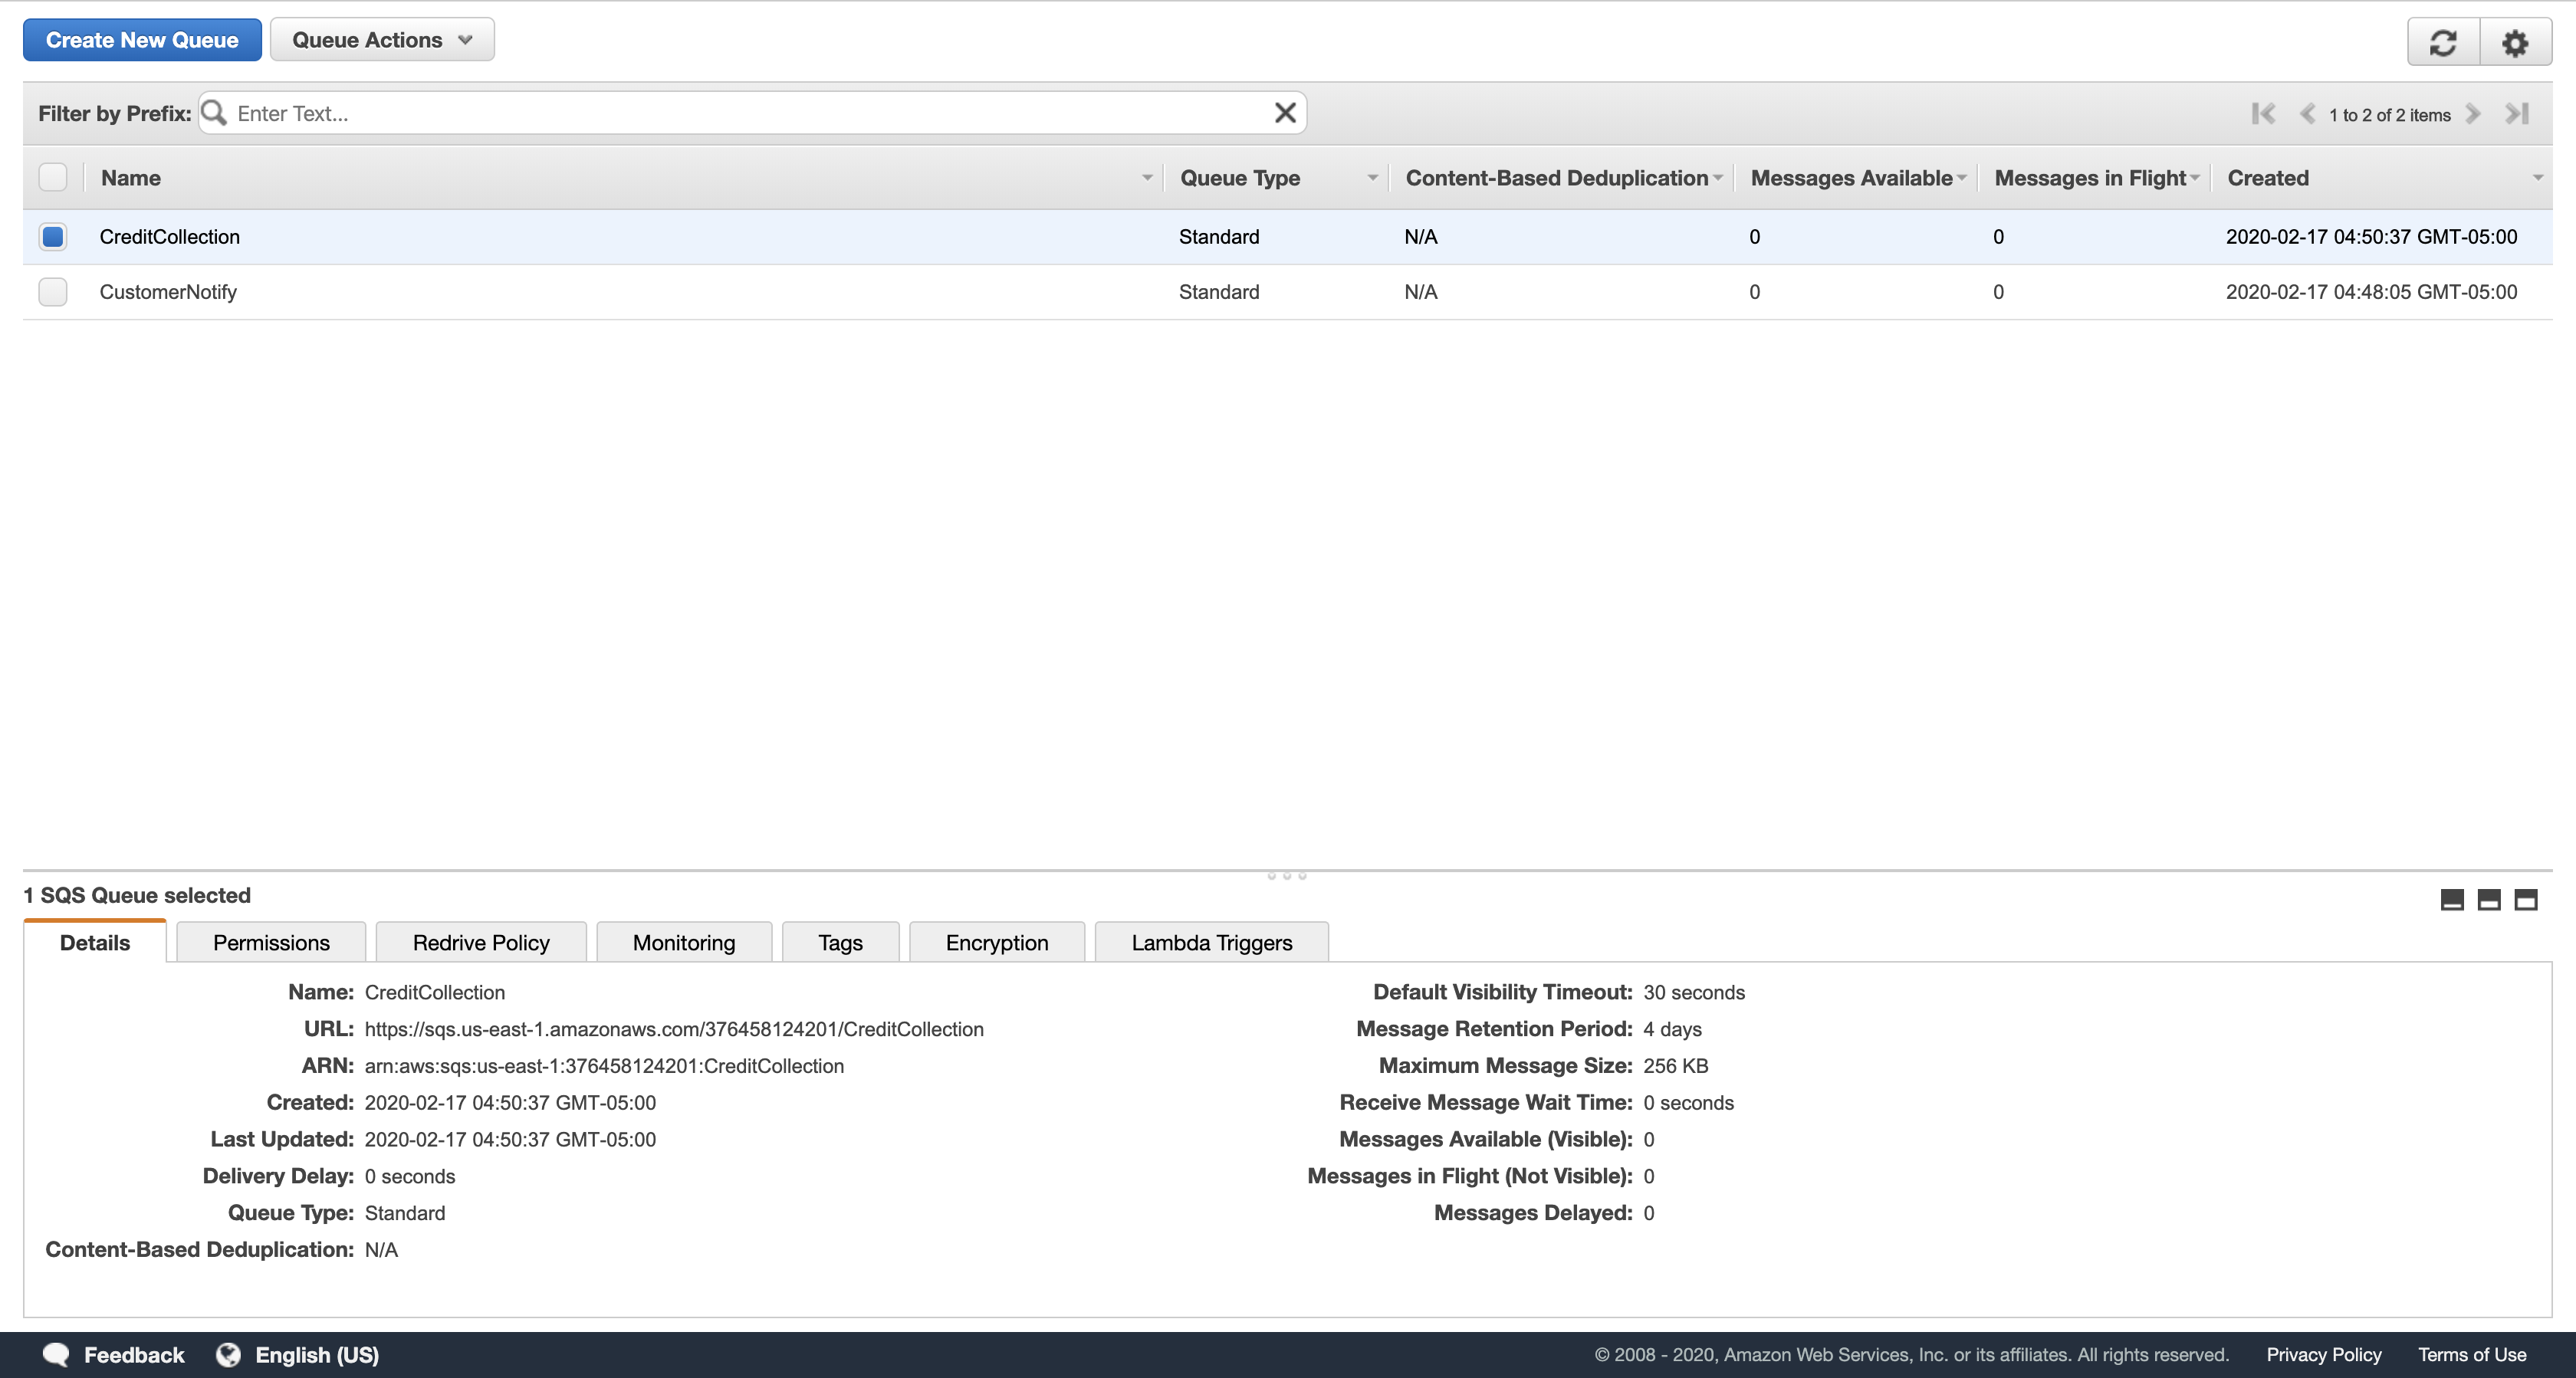 Create New Queue Queue Actions
Filter by Prefix: Enter Text... 1 to 2 of 2 items
Name Queue Type Content-Based Deduplication Messages Available Messages in Flight Created
CreditCollection Standard N/A 0 0 2020-02-17 04:50:37 GMT-05:00
CustomerNotify Standard N/A 0 0 2020-02-17 04:48:05 GMT-05:00
1 SQS Queue selected
Details Permissions Redrive Policy Monitoring Tags Encryption Lambda Triggers
Name: CreditCollection Default Visibility Timeout: 30 seconds
URL: https://sqs.us-east-1.amazonaws.com/376458124201/CreditCollection Message Retention Period: 4 days
ARN: arn:aws:sqs:us-east-1:376458124201:CreditCollection Maximum Message Size: 256 KB
Created: 2020-02-17 04:50:37 GMT-05:00 Receive Message Wait Time: 0 seconds
Last Updated: 2020-02-17 04:50:37 GMT-05:00 Messages Available (Visible): 0
Delivery Delay: 0 seconds Messages in Flight (Not Visible): 0
Queue Type: Standard Messages Delayed: 0
Content-Based Deduplication: N/A
Feedback English (US) © 2008 - 2020, Amazon Web Services, Inc. or its affiliates. All rights reserved. Privacy Policy Terms of Use